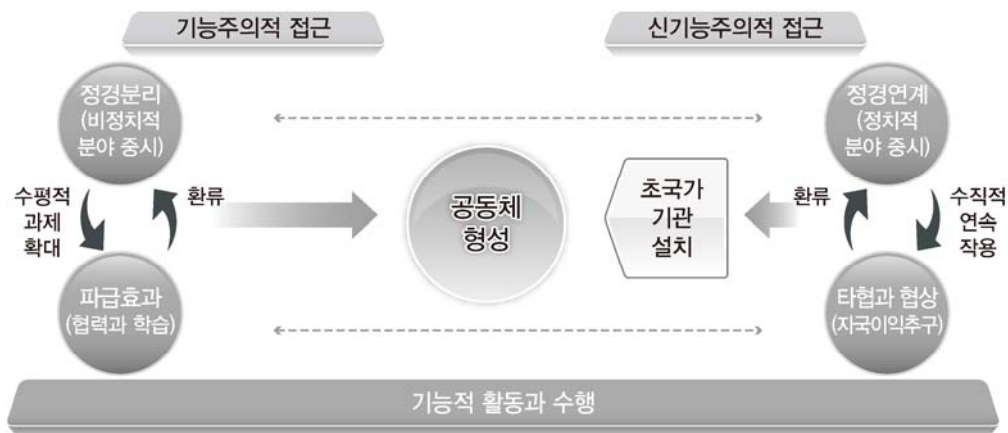 기능주의적 접근
신기능주의적 접근
정경분리
(비정치적
분야 중시)
정경연계
(정치적
분야 중시)
수평적
과제
확대
환류
공동체
형성
초국가
기관
설치
환류
수직적
연속
작용
파급효과
(협력과 학습)
타협과 협상
(자국이익추구)
기능적 활동과 수행